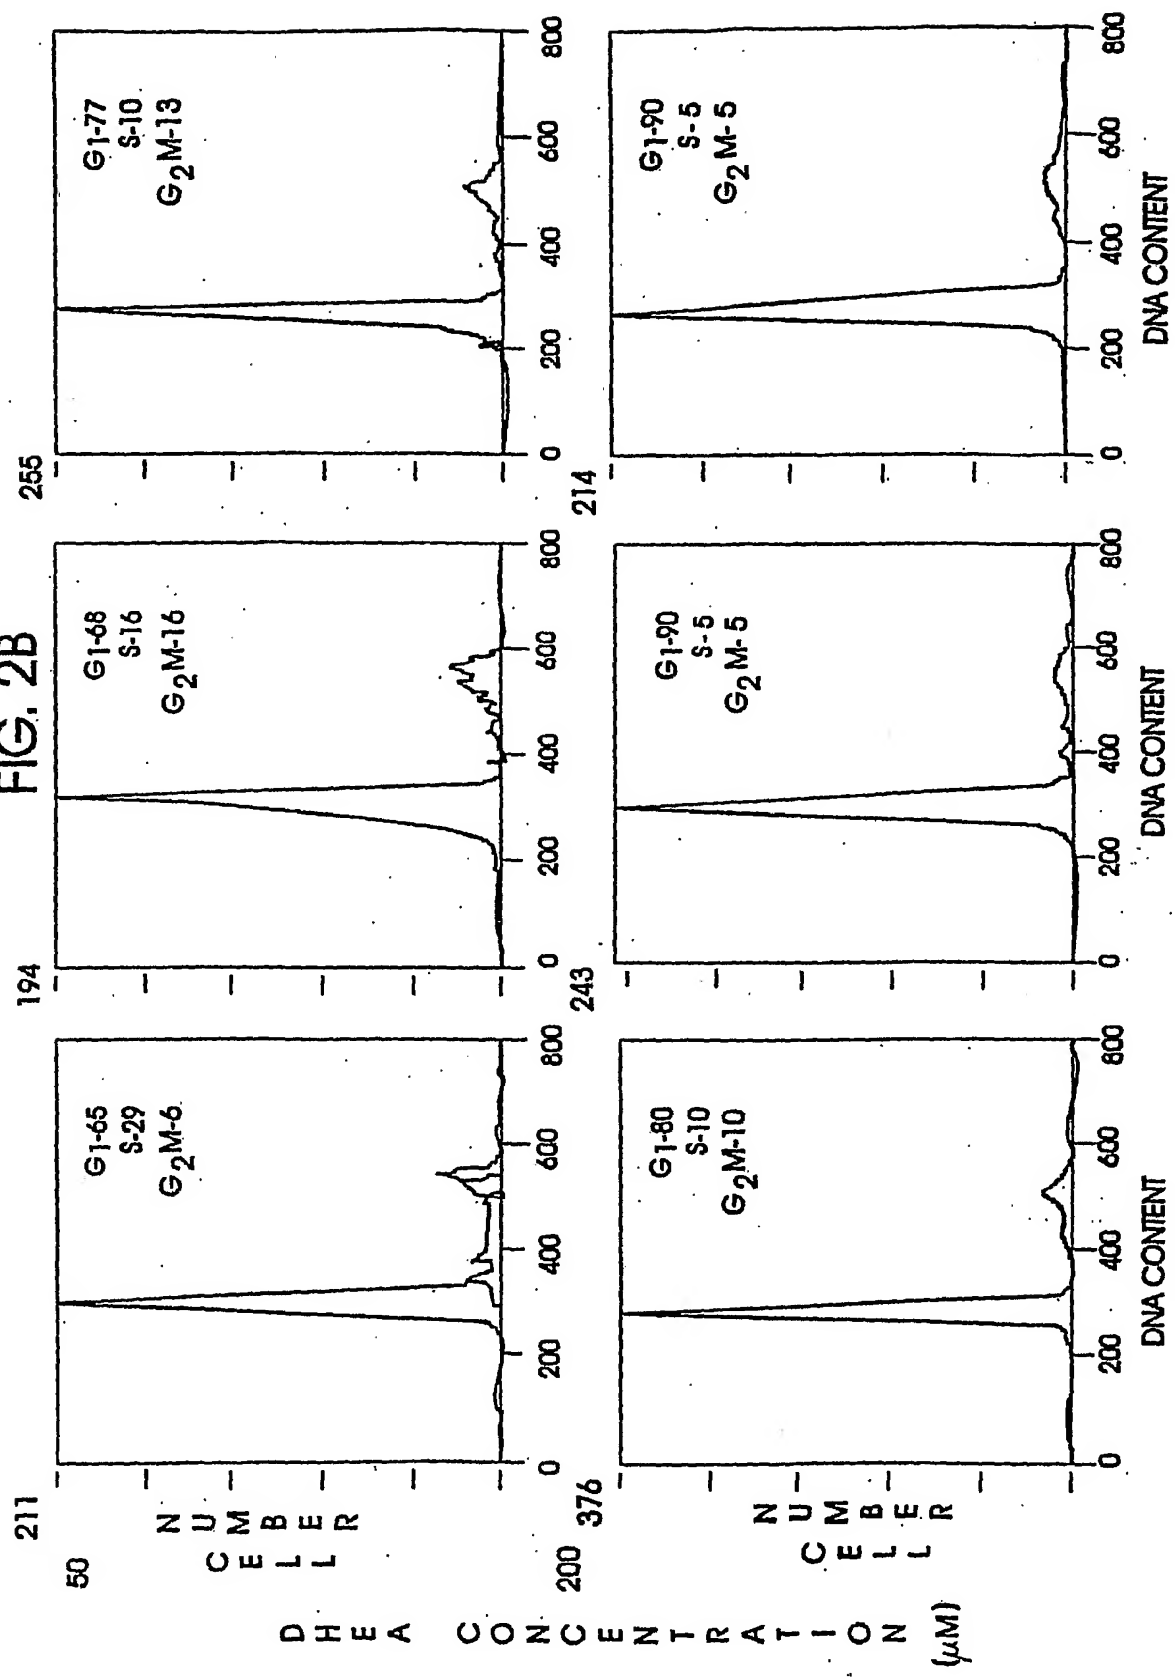 FIG. 2B
DHEA CONCENTRATION (μM)
50
CELL NUMBER
211
G1-65
S-29
G2M-6
0 200 400 600 800
194
G1-68
S-16
G2M-16
0 200 400 600 800
255
G1-77
S-10
G2M-13
0 200 400 600 800
200
CELL NUMBER
376
G1-80
S-10
G2M-10
0 200 400 600 800
DNA CONTENT
243
G1-90
S-5
G2M-5
0 200 400 600 800
DNA CONTENT
214
G1-90
S-5
G2M-5
0 200 400 600 800
DNA CONTENT